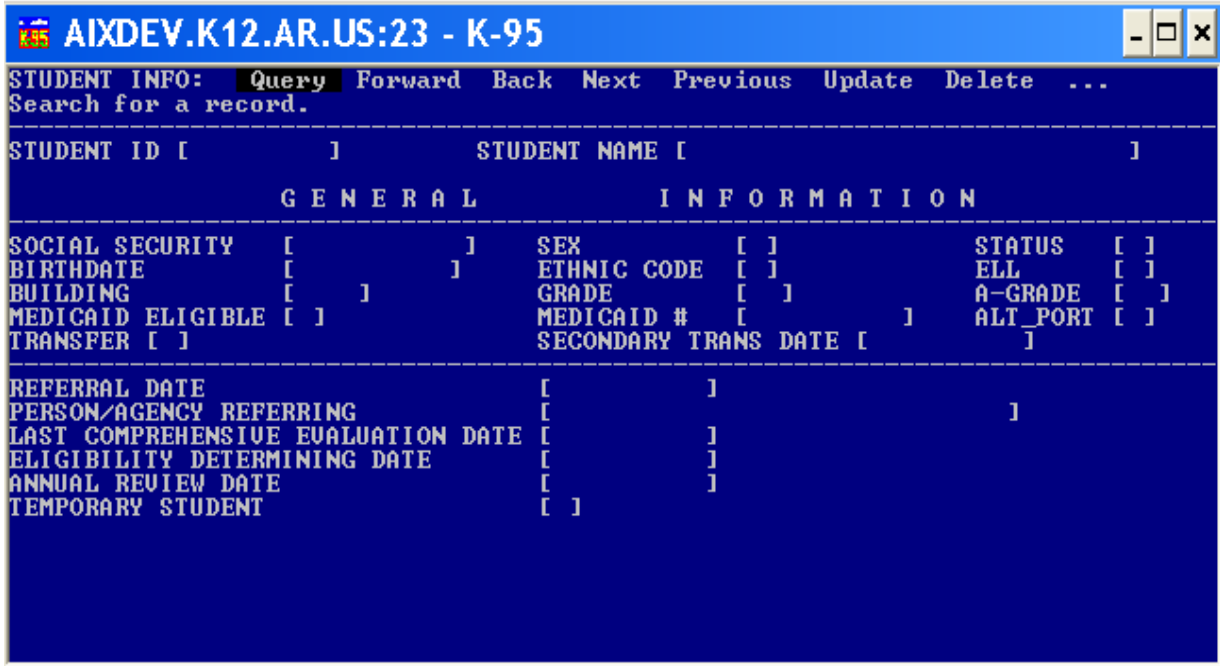 K95 AIXDEV.K12.AR.US:23 - K-95
STUDENT INFO: Query Forward Back Next Previous Update Delete ...
Search for a record.
STUDENT ID [ ] STUDENT NAME [ ]
G E N E R A L I N F O R M A T I O N
SOCIAL SECURITY [ ] SEX [ ] STATUS [ ]
BIRTHDATE [ ] ETHNIC CODE [ ] ELL [ ]
BUILDING [ ] GRADE [ ] A-GRADE [ ]
MEDICAID ELIGIBLE [ ] MEDICAID # [ ] ALT_PORT [ ]
TRANSFER [ ] SECONDARY TRANS DATE [ ]
REFERRAL DATE [ ]
PERSON/AGENCY REFERRING [ ]
LAST COMPREHENSIVE EVALUATION DATE [ ]
ELIGIBILITY DETERMINING DATE [ ]
ANNUAL REVIEW DATE [ ]
TEMPORARY STUDENT [ ]